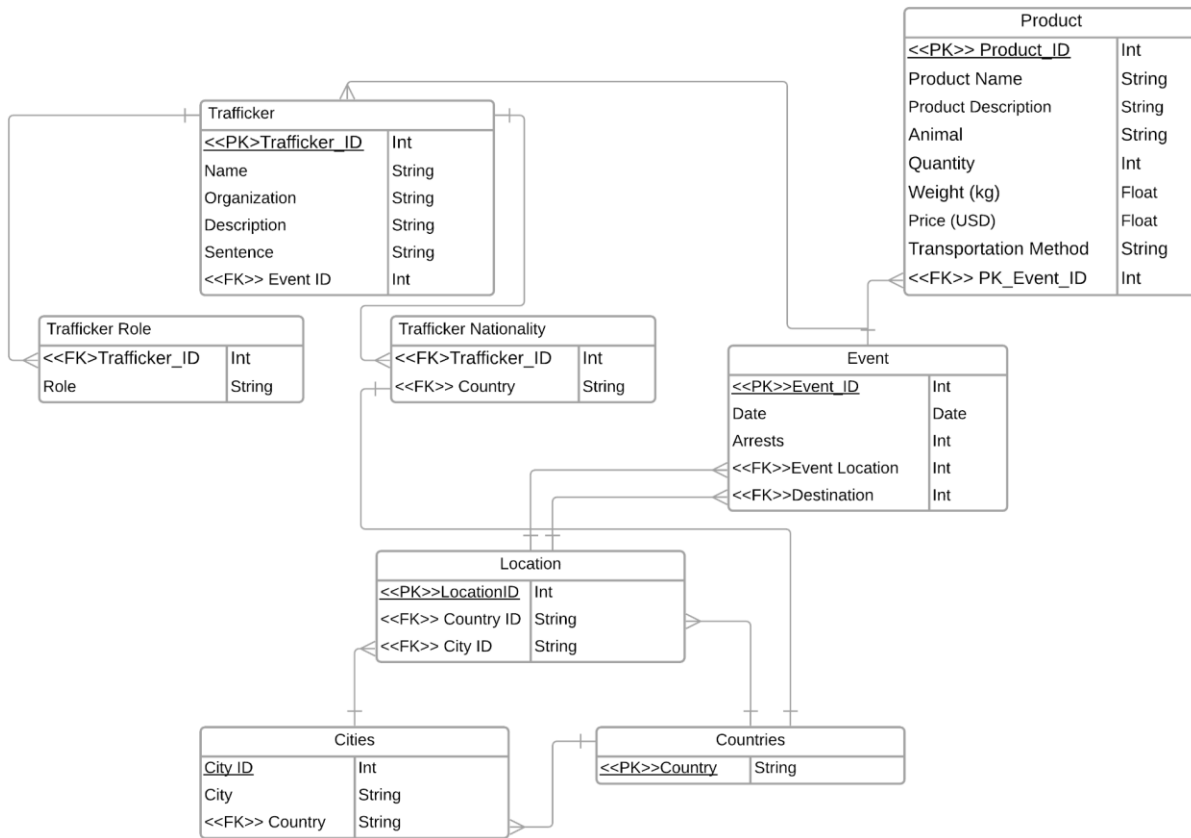 Product
<<PK>> Product_ID Int
Product Name String
Product Description String
Animal String
Quantity Int
Weight (kg) Float
Price (USD) Float
Transportation Method String
<<FK>> PK_Event_ID Int
Trafficker
<<PK>Trafficker_ID Int
Name String
Organization String
Description String
Sentence String
<<FK>> Event ID Int
Trafficker Role
<<FK>Trafficker_ID Int
Role String
Trafficker Nationality
<<FK>Trafficker_ID Int
<<FK>> Country String
Event
<<PK>>Event_ID Int
Date Date
Arrests Int
<<FK>>Event Location Int
<<FK>>Destination Int
Location
<<PK>>LocationID Int
<<FK>> Country ID String
<<FK>> City ID String
Cities
City ID Int
City String
<<FK>> Country String
Countries
<<PK>>Country String